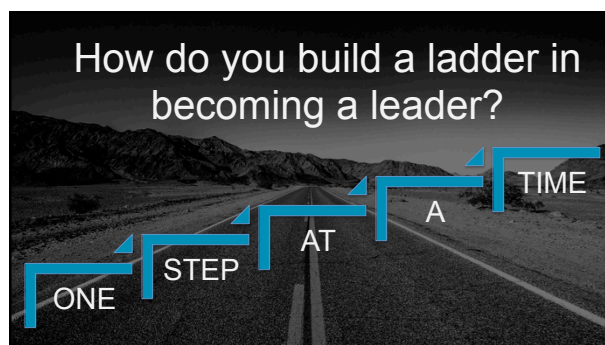 How do you build a ladder in
becoming a leader?
ONE
STEP
AT
A
TIME